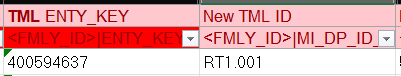 TML ENTY_KEY New TML ID
<FMLY_ID>|ENTY_KEY <FMLY_ID>|MI_DP_ID_
400594637 RT1.001